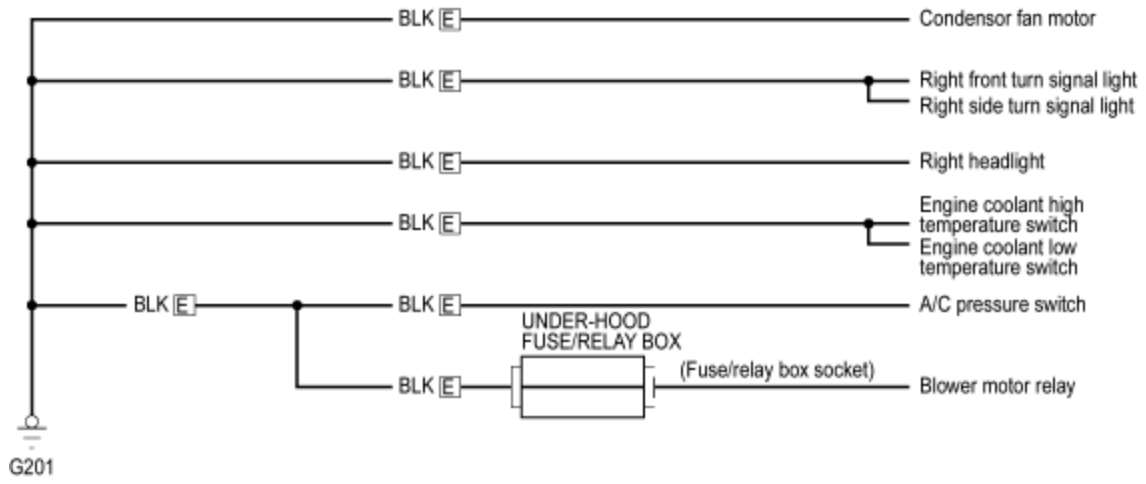 BLK E Condensor fan motor
BLK E Right front turn signal light
Right side turn signal light
BLK E Right headlight
BLK E Engine coolant high
temperature switch
Engine coolant low
temperature switch
BLK E BLK E A/C pressure switch
UNDER-HOOD
FUSE/RELAY BOX
BLK E (Fuse/relay box socket) Blower motor relay
G201